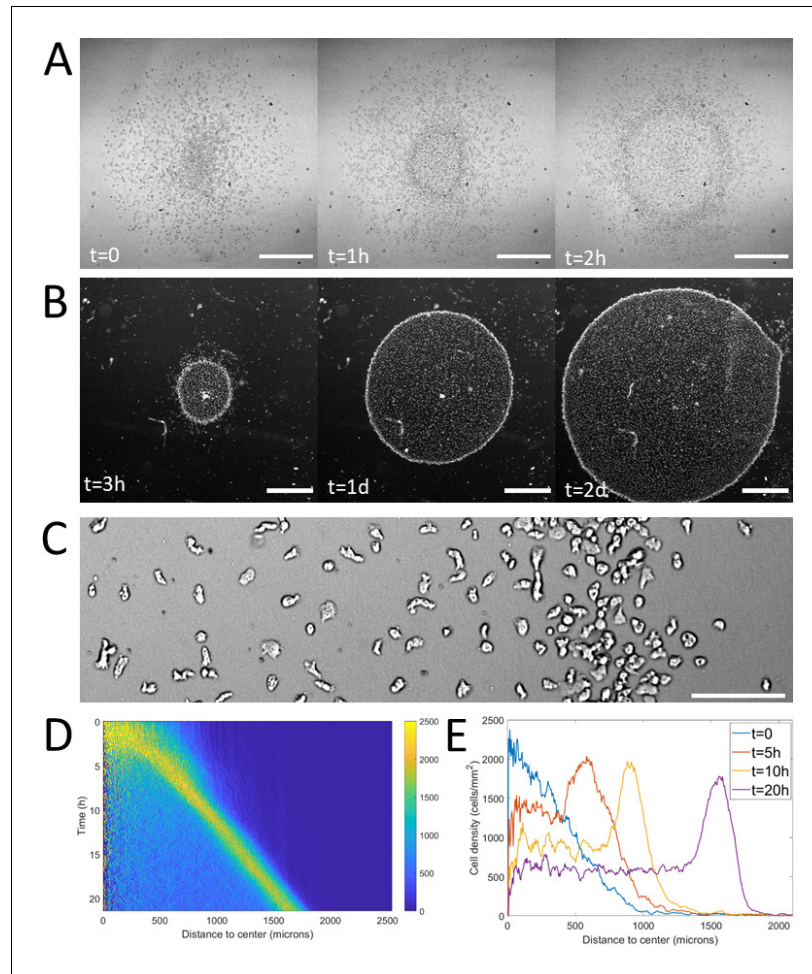 A
t=0
t=1h
t=2h
B
t=3h
t=1d
t=2d
C
D
0
5
10
15
20
Time (h)
0
500
1000
1500
2000
2500
Distance to center (microns)
2500
2000
1500
1000
500
0
E
2500
2000
1500
1000
500
0
Cell density (cells/mm²)
0
500
1000
1500
2000
Distance to center (microns)
t=0
t=5h
t=10h
t=20h